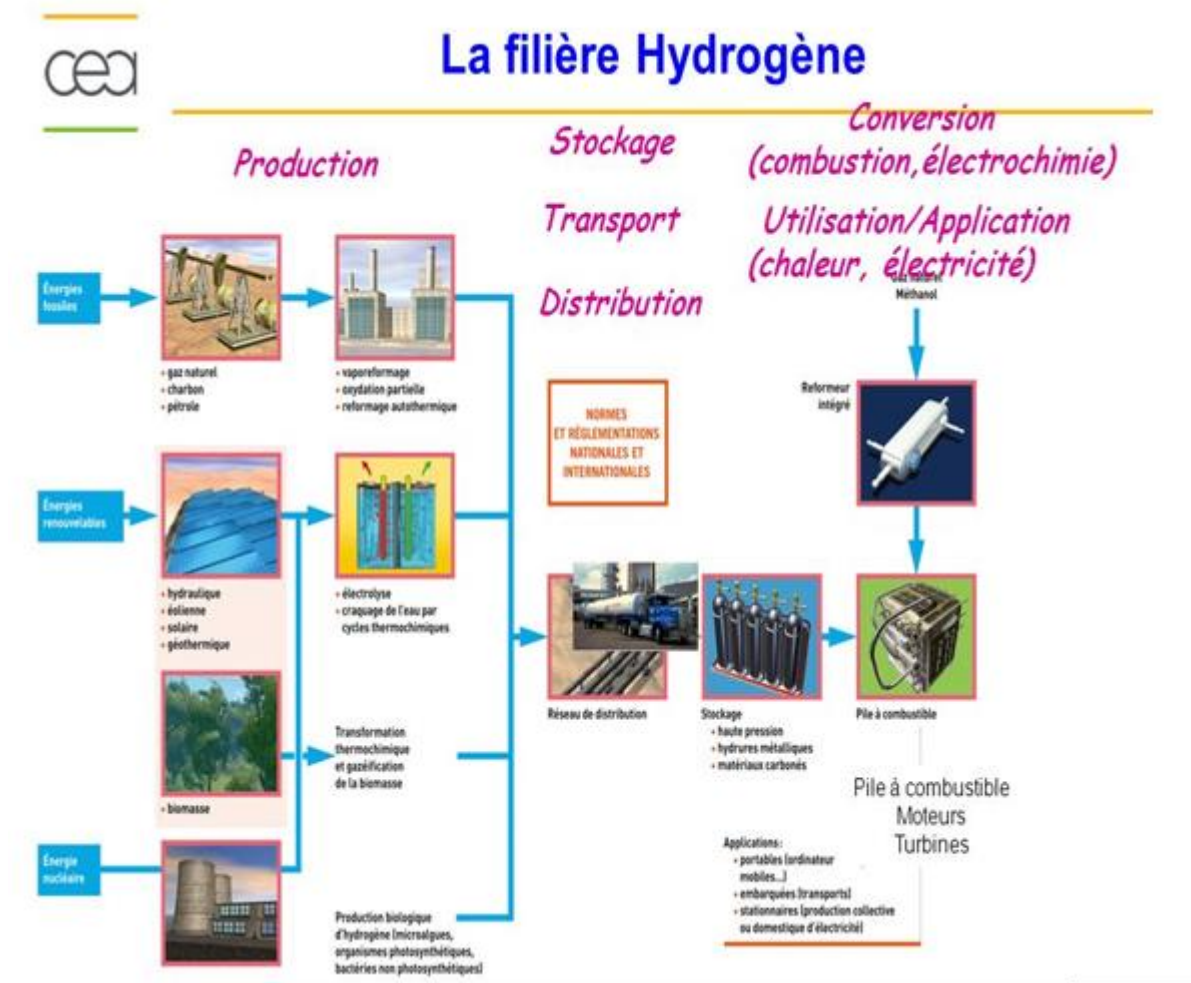 cea
La filière Hydrogène
Production
Stockage
Transport
Distribution
Conversion
(combustion,électrochimie)
Utilisation/Application
(chaleur, électricité)
Énergies
fossiles
• gaz naturel
• charbon
• pétrole
• vaporeformage
• oxydation partielle
• reformage autothermique
Énergies
renouvelables
• hydraulique
• éolienne
• solaire
• géothermique
• électrolyse
• craquage de l'eau par
cycles thermochimiques
• biomasse
Transformation
thermochimique
et gazéification
de la biomasse
Énergie
nucléaire
Production biologique
d'hydrogène (microalgues,
organismes photosynthétiques,
bactéries non photosynthétiques)
NORMES
ET RÉGLEMENTATIONS
NATIONALES ET
INTERNATIONALES
Réseau de distribution
Stockage
• haute pression
• hydrures métalliques
• matériaux carbonés
Gaz naturel
Méthanol
Reformeur
intégré
Pile à combustible
Pile à combustible
Moteurs
Turbines
Applications :
• portables (ordinateur
mobiles...)
• embarquées (transports)
• stationnaires (production collective
ou domestique d'électricité)